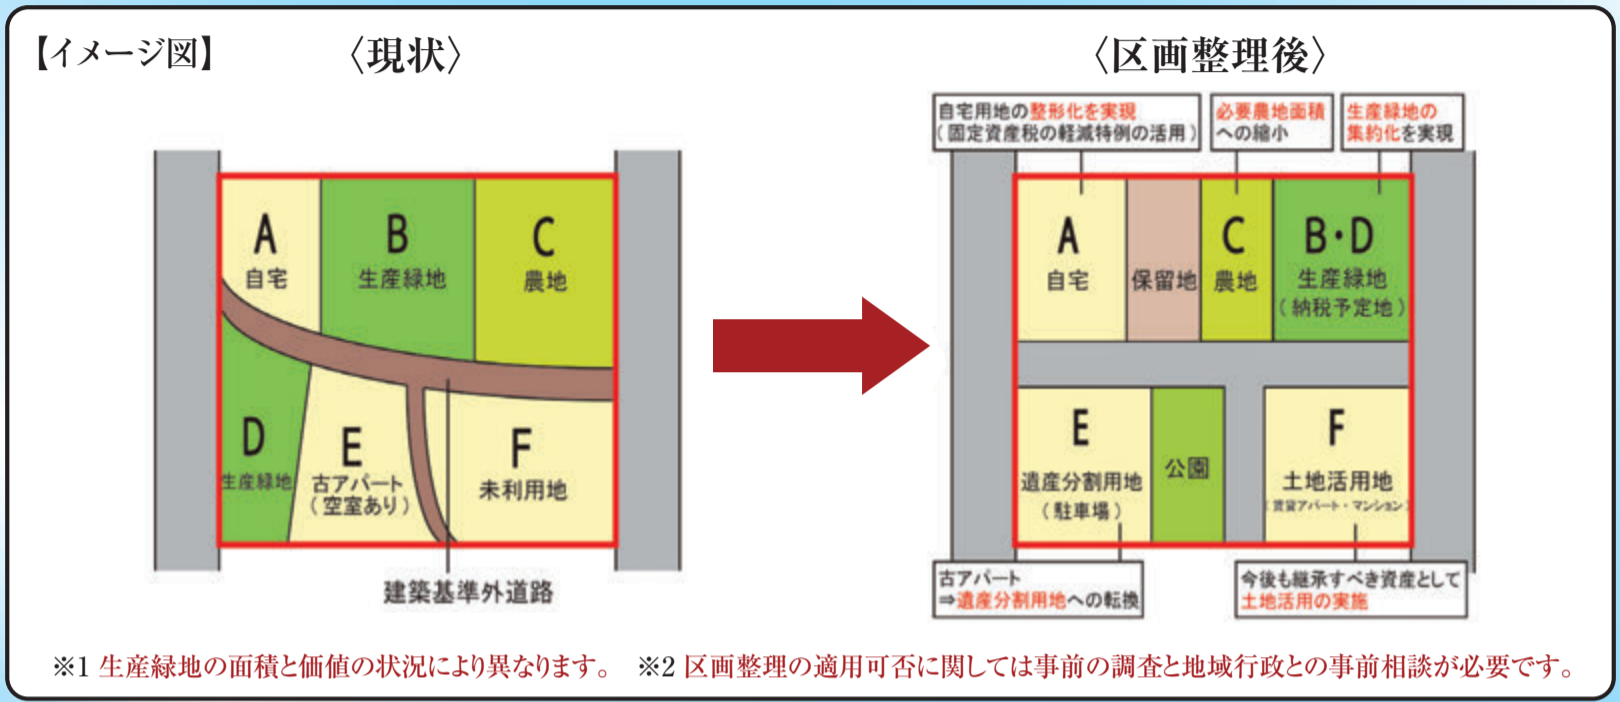 【イメージ図】
〈現状〉
A
自宅
B
生産緑地
C
農地
D
生産緑地
E
古アパート
(空室あり)
F
未利用地
建築基準外道路
〈区画整理後〉
自宅用地の整形化を実現
(固定資産税の軽減特例の活用)
必要農地面積
への縮小
生産緑地の
集約化を実現
A
自宅
保留地
C
農地
B・D
生産緑地
(納税予定地)
E
遺産分割用地
(駐車場)
公園
F
土地活用地
(賃貸アパート・マンション)
古アパート
⇒遺産分割用地への転換
今後も継承すべき資産として
土地活用の実施
※1 生産緑地の面積と価値の状況により異なります。 ※2 区画整理の適用可否に関しては事前の調査と地域行政との事前相談が必要です。